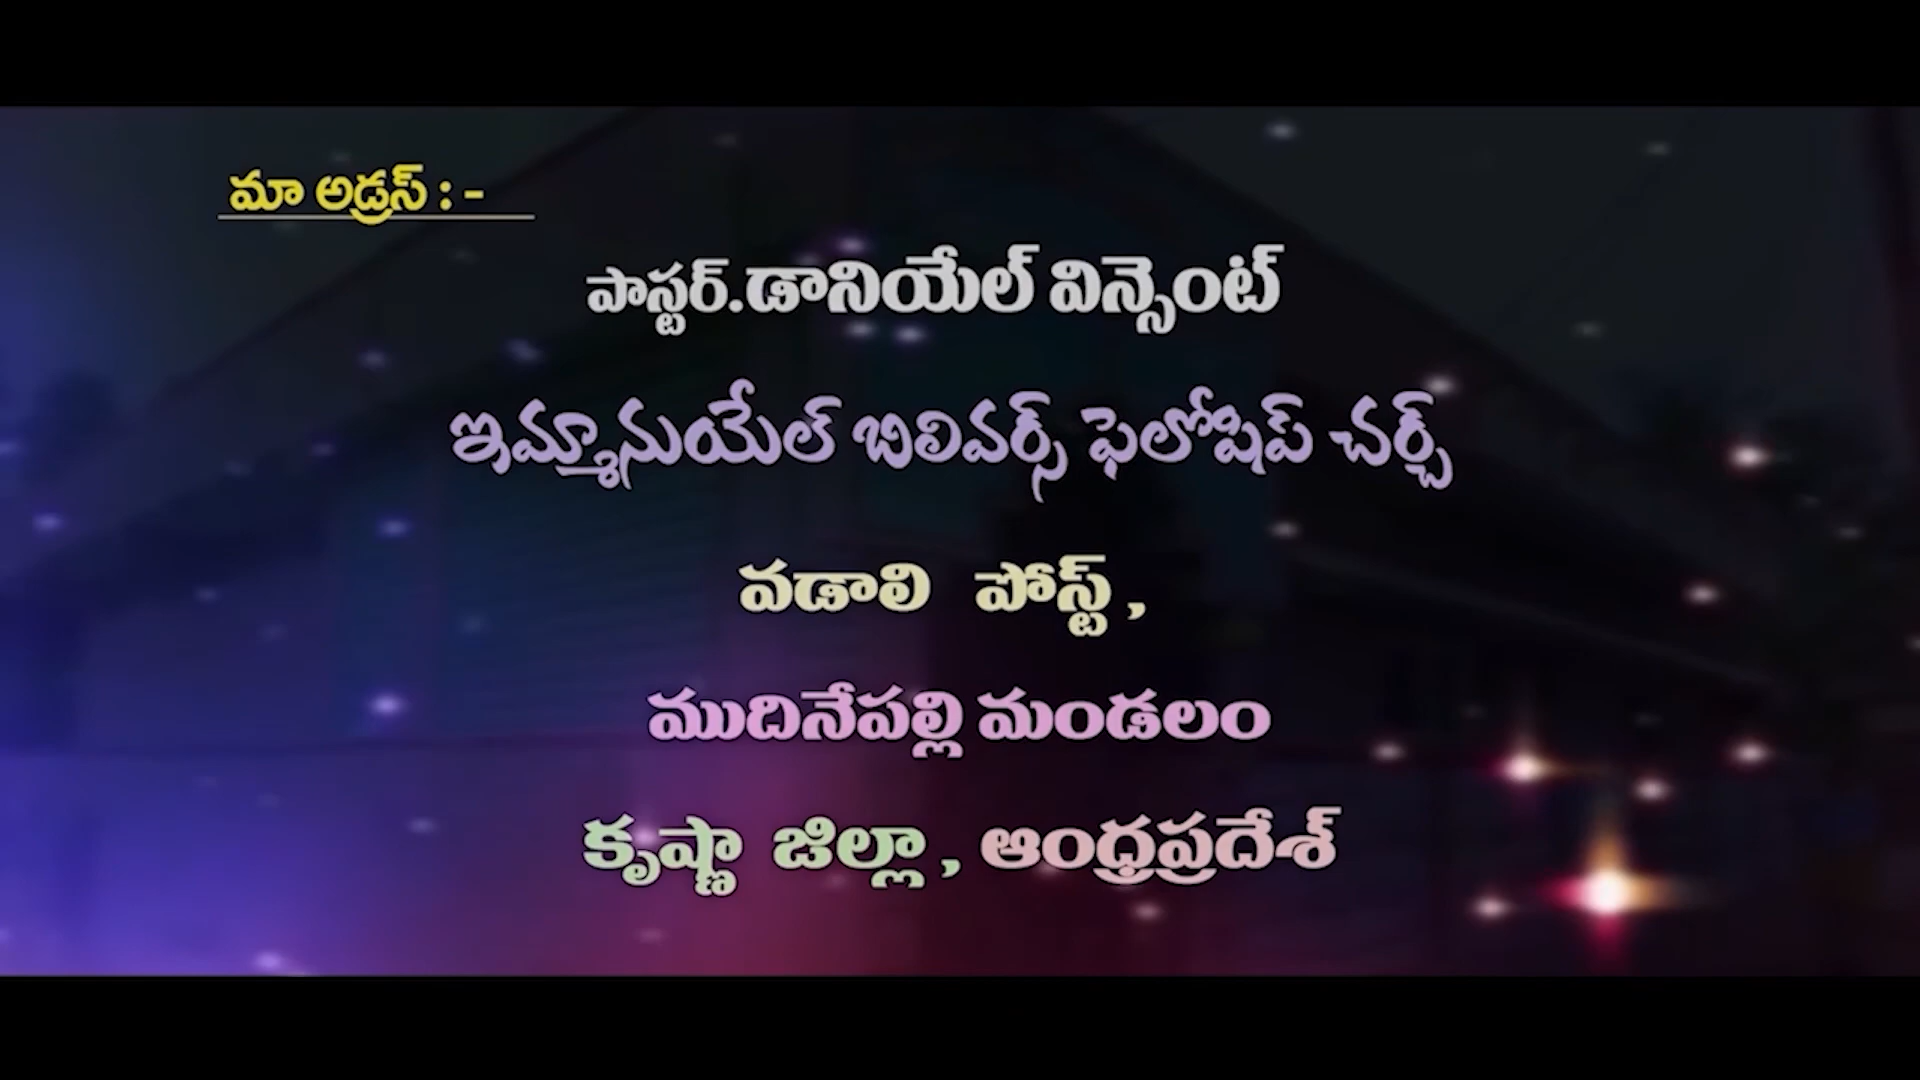 మా అడ్రస్ : -
పాస్టర్.డానియేల్ విన్సెంట్
ఇమ్మానుయేల్ బిలివర్స్ ఫెలోషిప్ చర్చ్
వడాలి పోస్ట్ ,
ముదినేపల్లి మండలం
కృష్ణా జిల్లా , ఆంధ్రప్రదేశ్